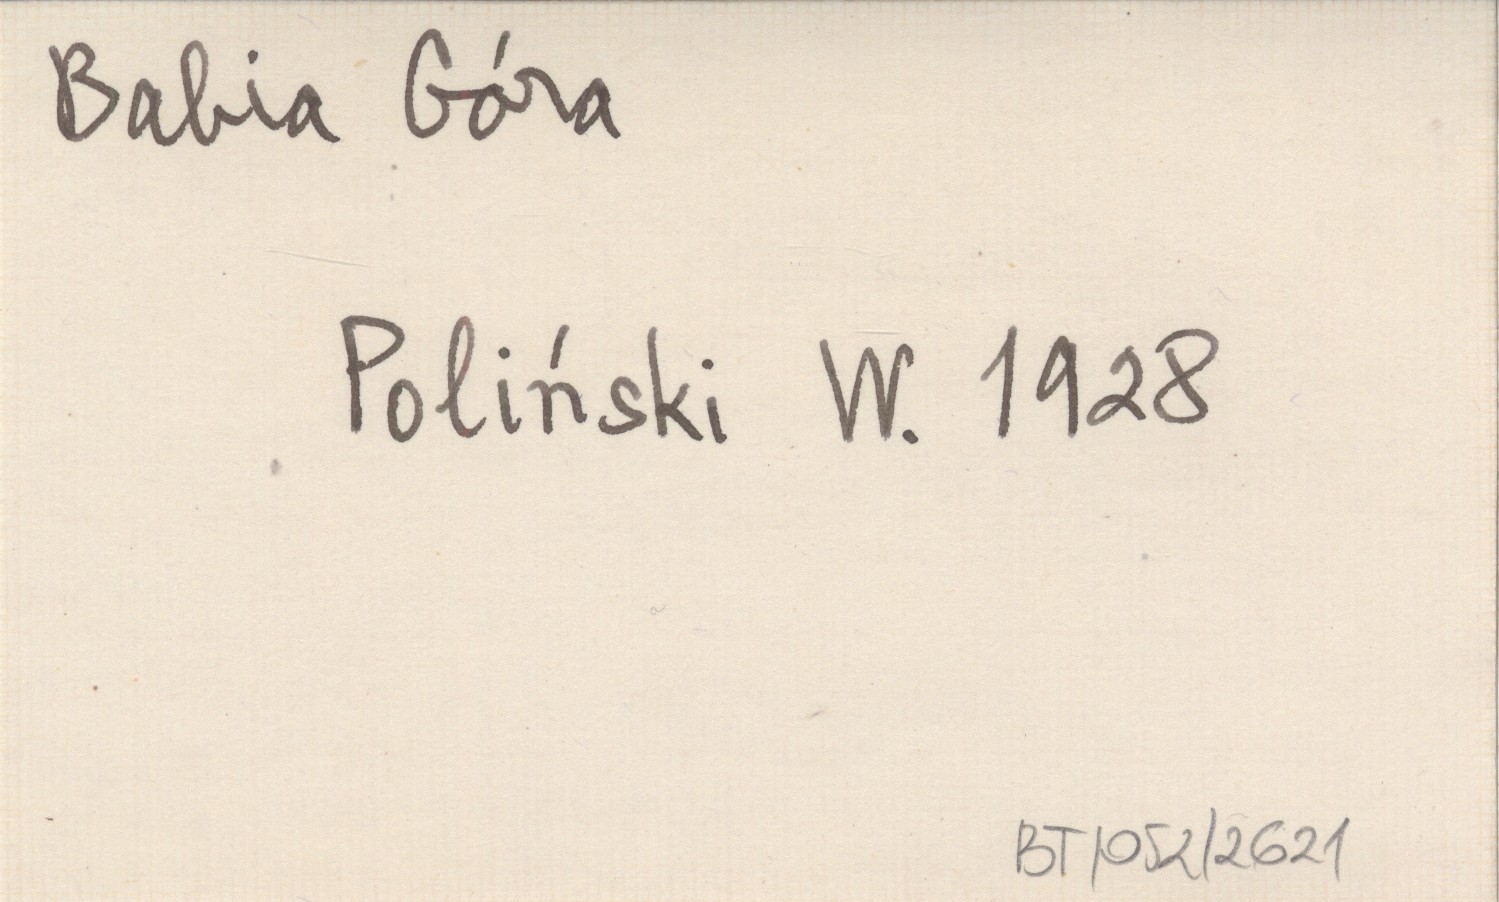 Babia Góra
Poliński W. 1928
BT/052/2621